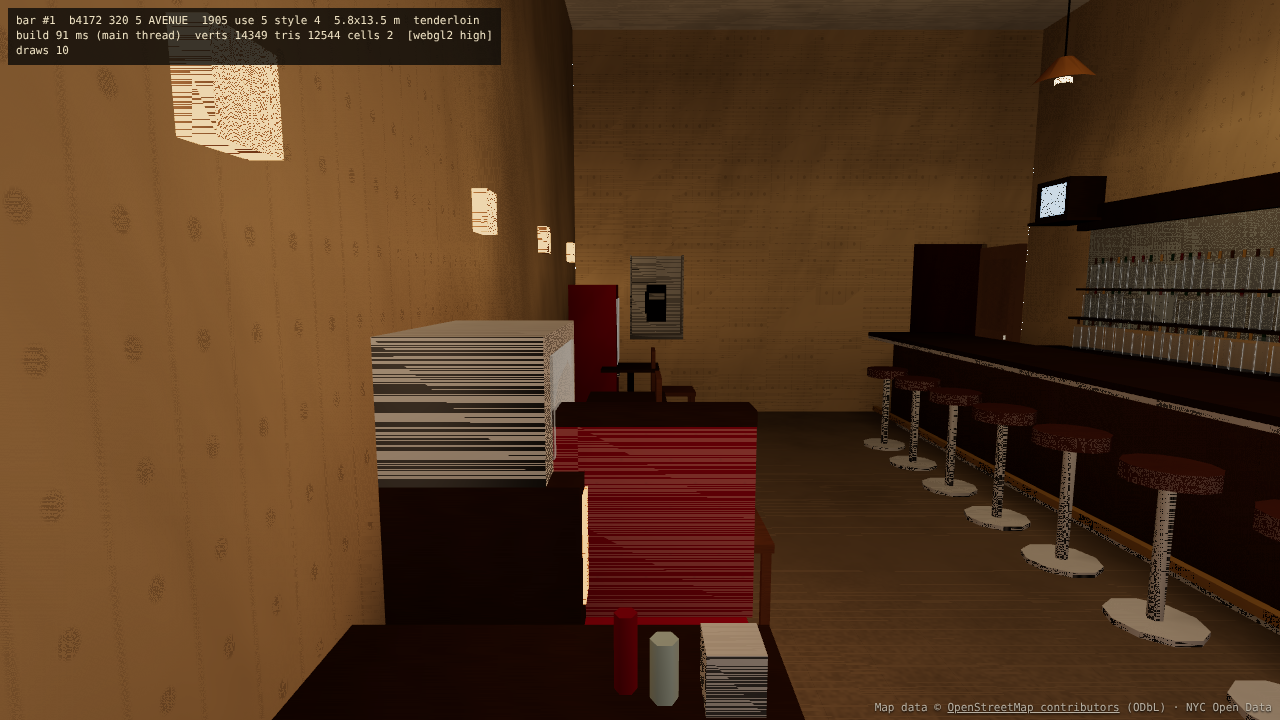 bar #1  b4172 320 5 AVENUE  1905 use 5 style 4  5.8x13.5 m  tenderloin
build 91 ms (main thread)  verts 14349 tris 12544 cells 2  [webgl2 high]
draws 10
Map data © OpenStreetMap contributors (ODbL) · NYC Open Data